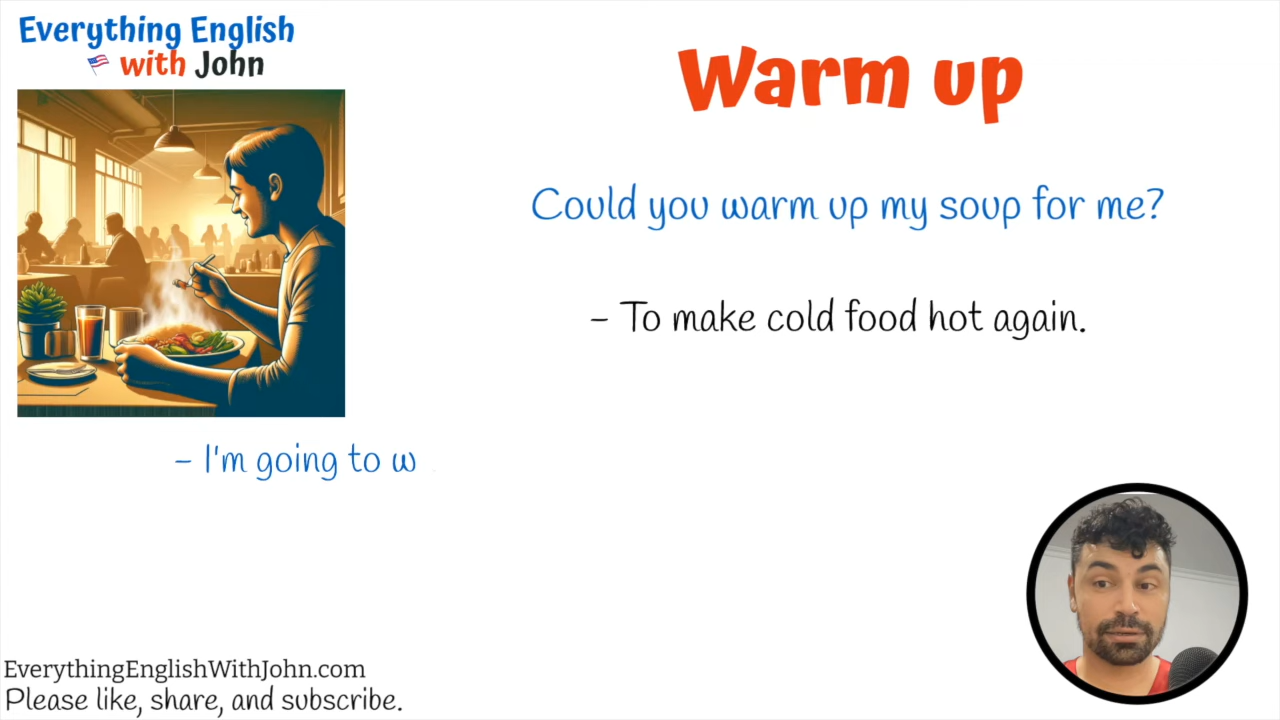 Everything English
with John
Warm up
Could you warm up my soup for me?
- To make cold food hot again.
- I'm going to w
EverythingEnglishWithJohn.com
Please like, share, and subscribe.